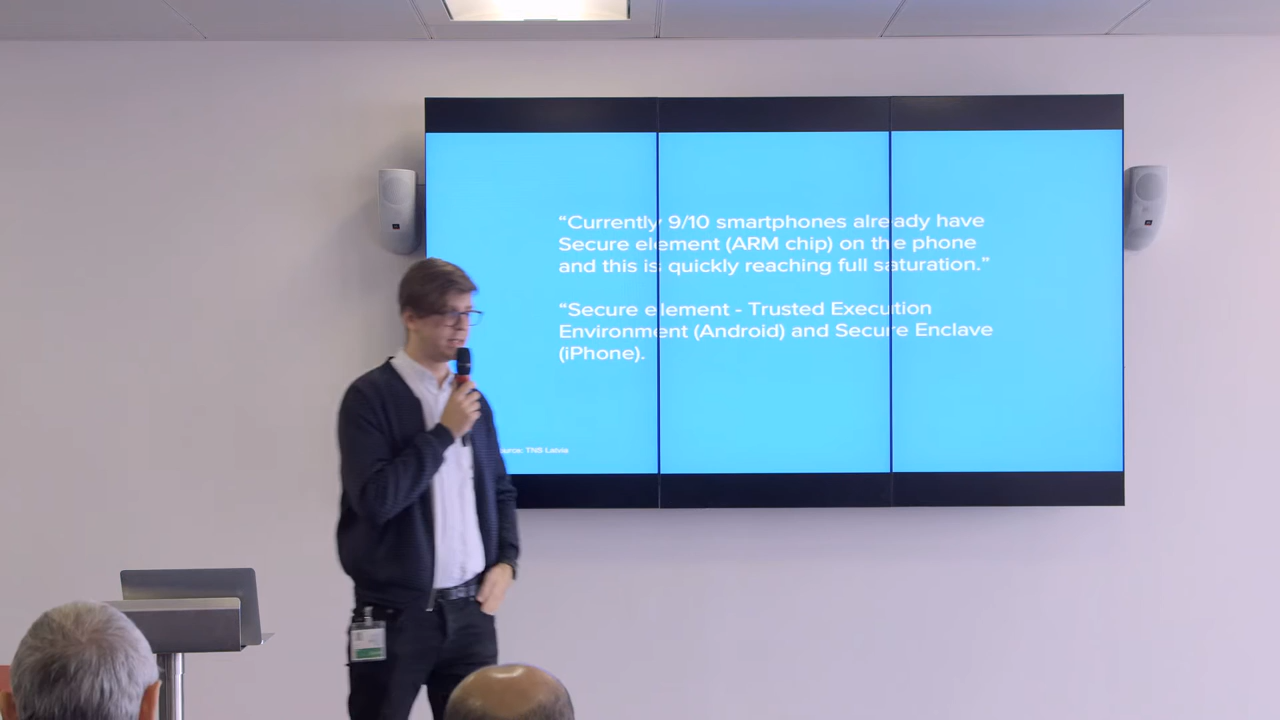 “Currently 9/10 smartphones already have
Secure element (ARM chip) on the phone
and this is quickly reaching full saturation.”
“Secure element - Trusted Execution
Environment (Android) and Secure Enclave
(iPhone).
TNS Latvia